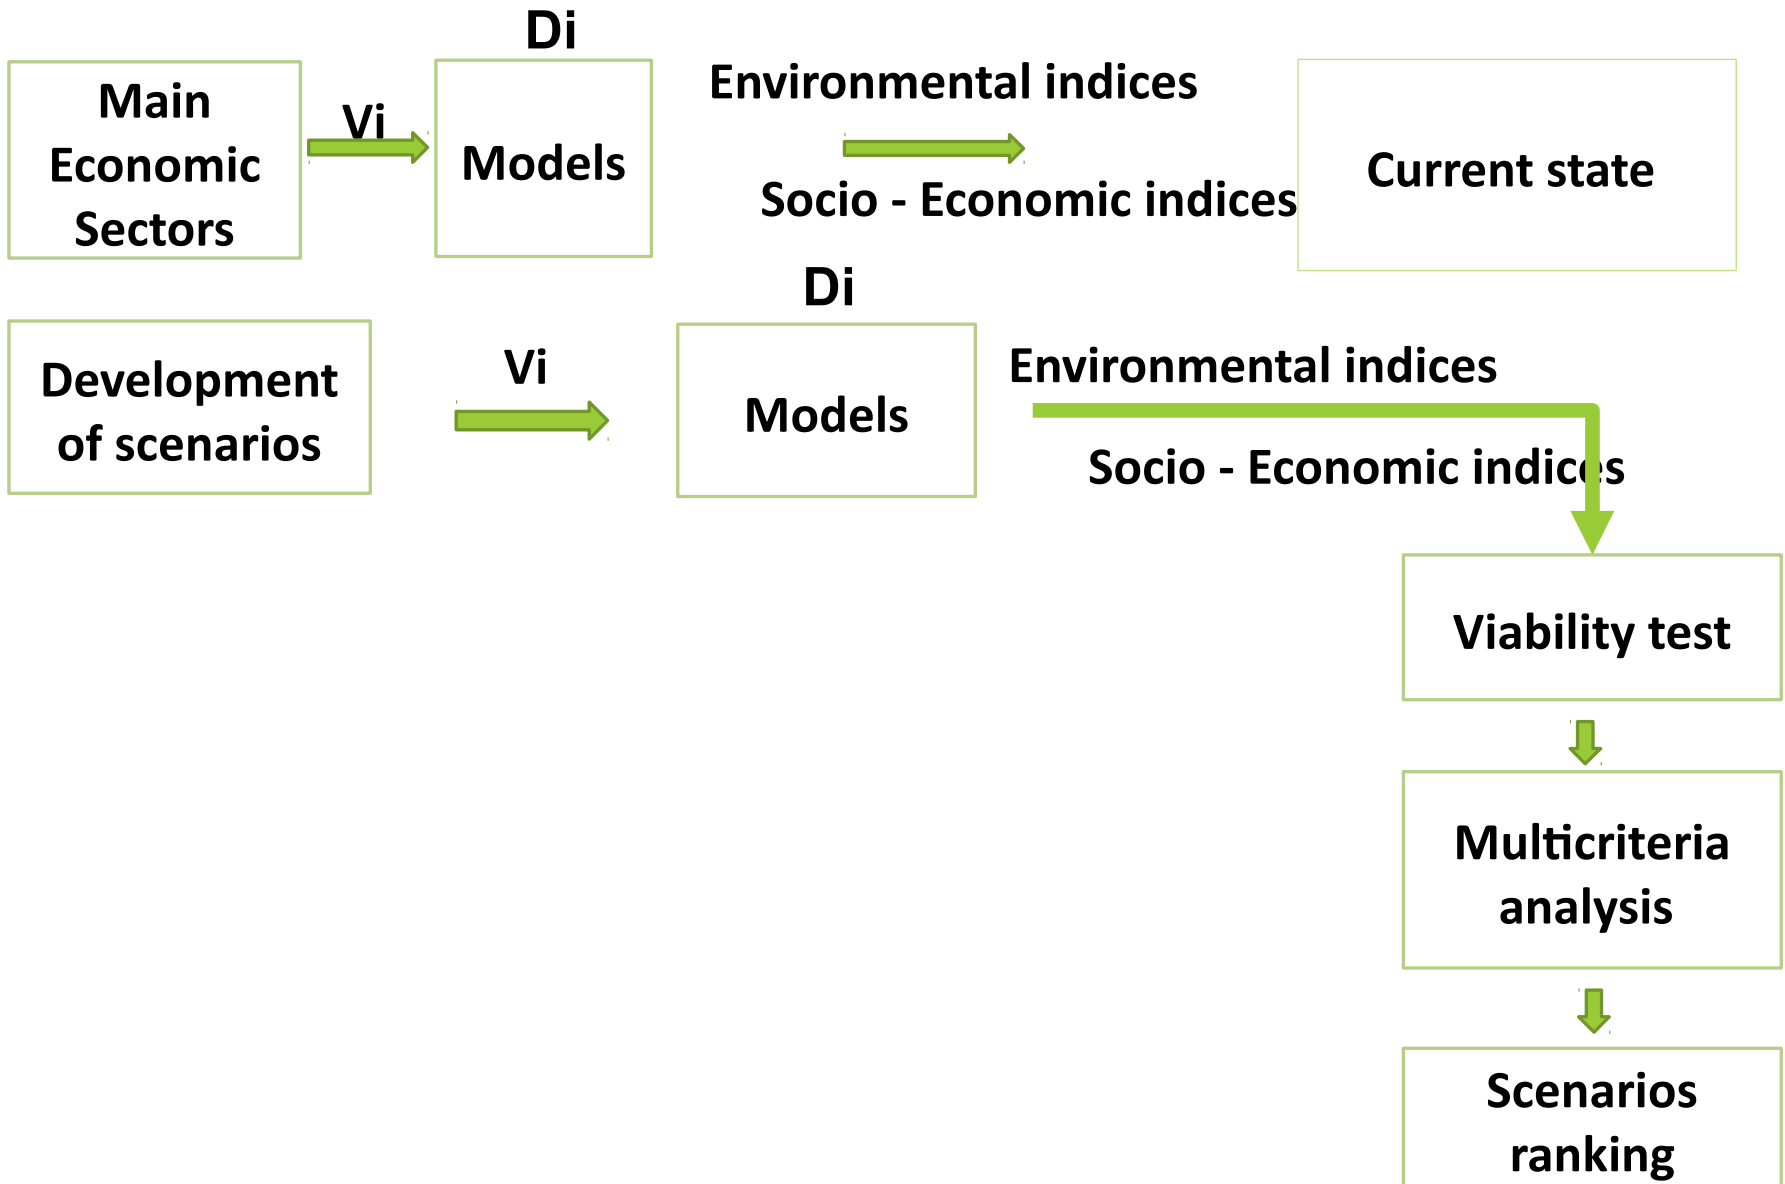 Di
Main
Economic
Sectors
Vi
Models
Environmental indices
Socio - Economic indices
Current state
Di
Development
of scenarios
Vi
Models
Environmental indices
Socio - Economic indices
Viability test
Multicriteria
analysis
Scenarios
ranking